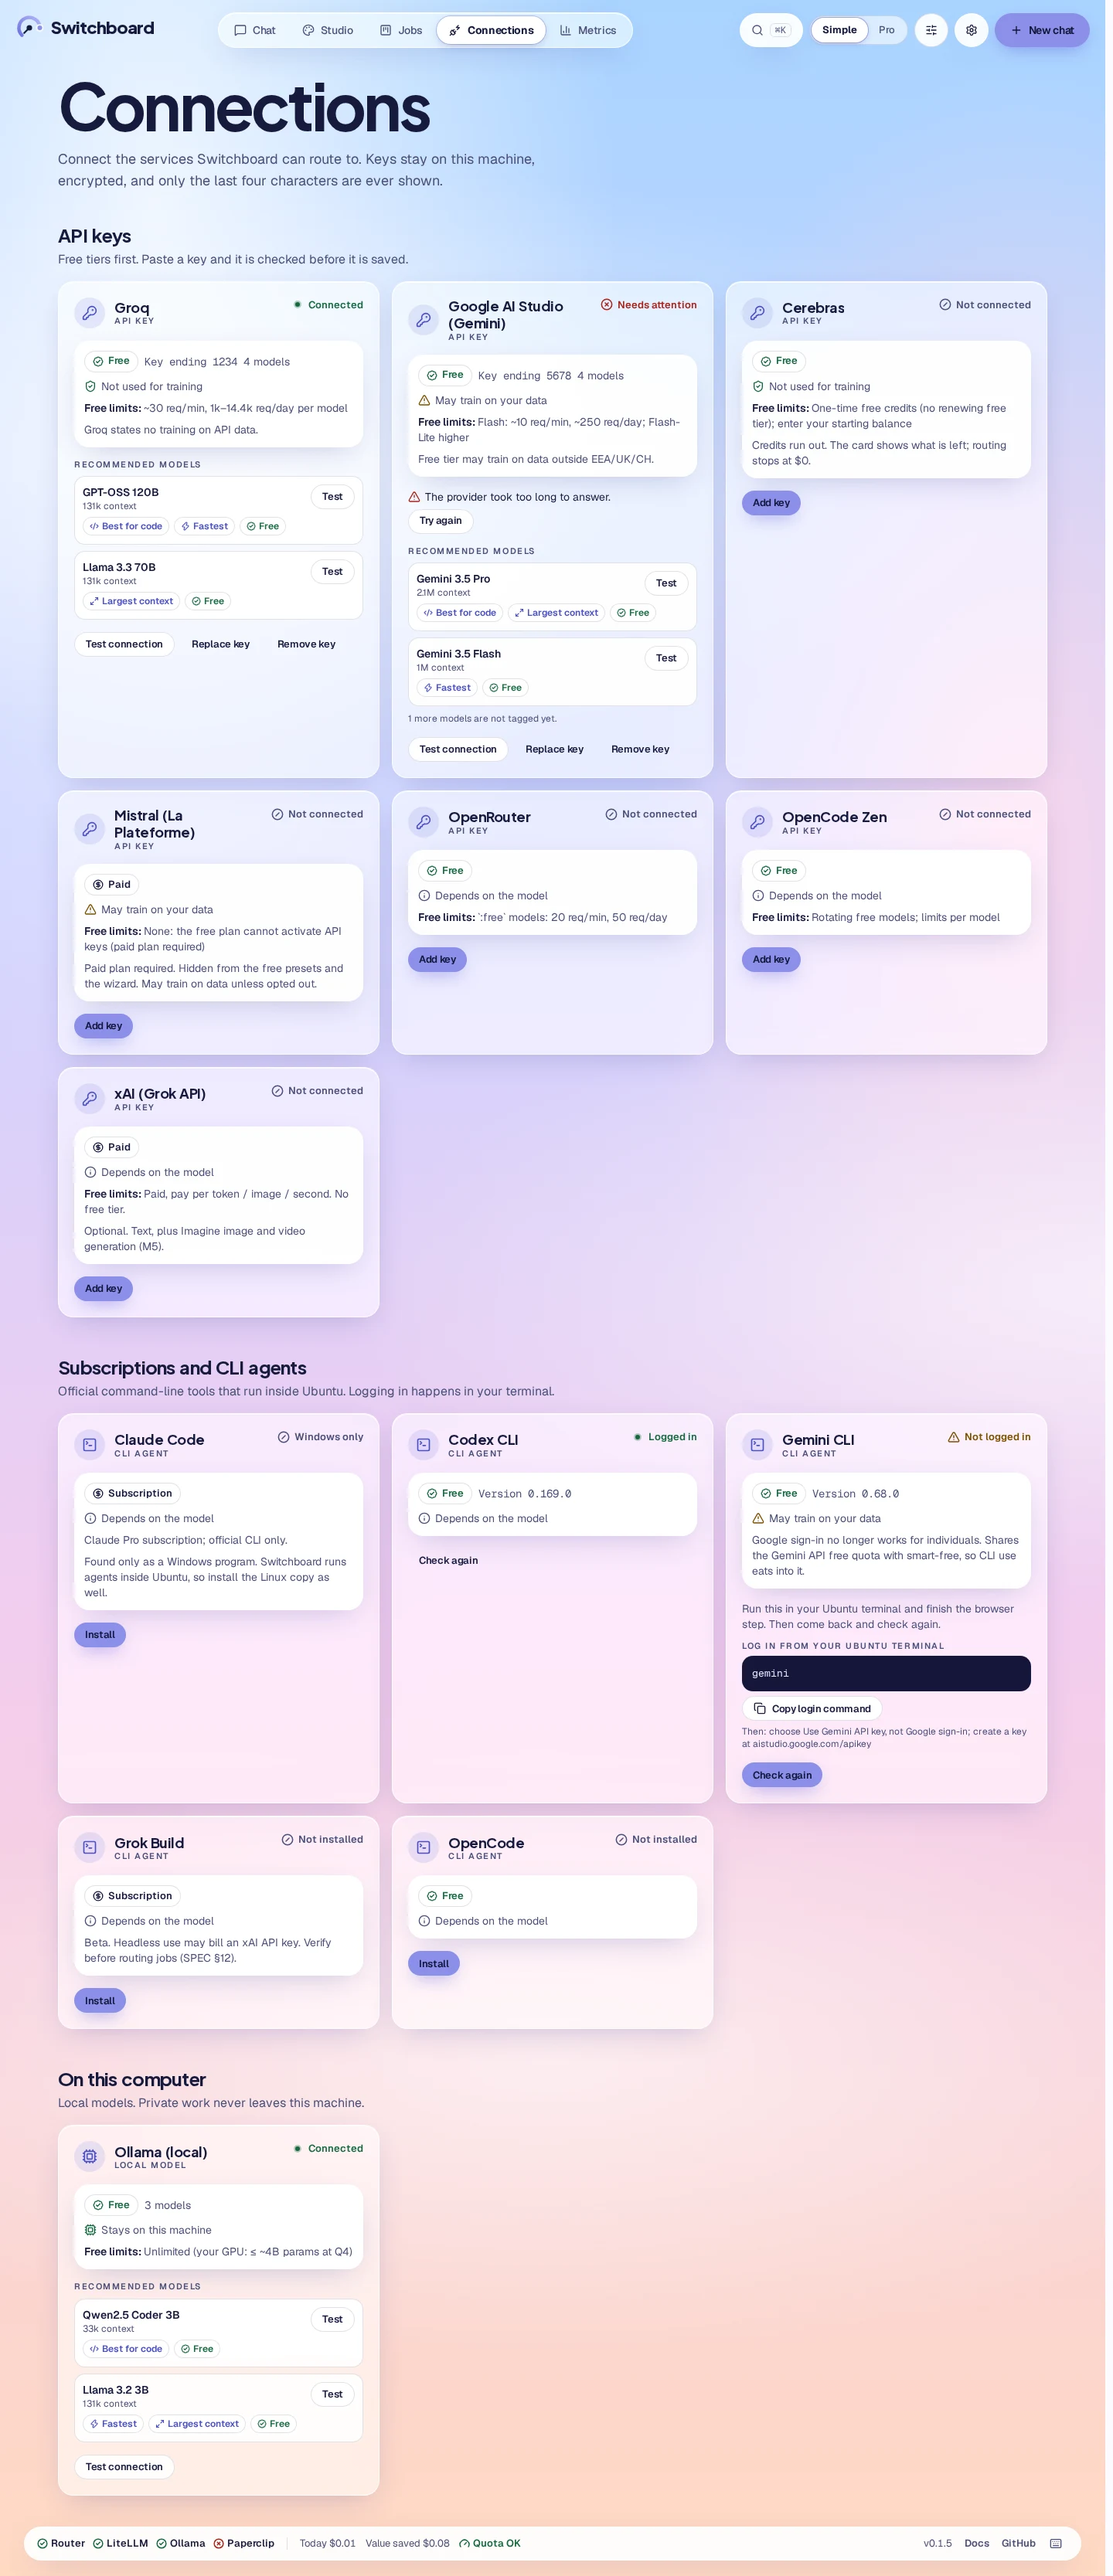 Switchboard
Chat
Studio
Jobs
Connections
Metrics
⌘K
Simple
Pro
New chat
Connections
Connect the services Switchboard can route to. Keys stay on this machine,
encrypted, and only the last four characters are ever shown.
API keys
Free tiers first. Paste a key and it is checked before it is saved.
Groq
API KEY
Connected
Free
Key ending 1234 4 models
Not used for training
Free limits: ~30 req/min, 1k–14.4k req/day per model
Groq states no training on API data.
RECOMMENDED MODELS
GPT-OSS 120B
131k context
Test
Best for code
Fastest
Free
Llama 3.3 70B
131k context
Test
Largest context
Free
Test connection
Replace key
Remove key
Google AI Studio
(Gemini)
API KEY
Needs attention
Free
Key ending 5678 4 models
May train on your data
Free limits: Flash: ~10 req/min, ~250 req/day; Flash-
Lite higher
Free tier may train on data outside EEA/UK/CH.
The provider took too long to answer.
Try again
RECOMMENDED MODELS
Gemini 3.5 Pro
2.1M context
Test
Best for code
Largest context
Free
Gemini 3.5 Flash
1M context
Test
Fastest
Free
1 more models are not tagged yet.
Test connection
Replace key
Remove key
Cerebras
API KEY
Not connected
Free
Not used for training
Free limits: One-time free credits (no renewing free
tier); enter your starting balance
Credits run out. The card shows what is left; routing
stops at $0.
Add key
Mistral (La
Plateforme)
API KEY
Not connected
Paid
May train on your data
Free limits: None: the free plan cannot activate API
keys (paid plan required)
Paid plan required. Hidden from the free presets and
the wizard. May train on data unless opted out.
Add key
OpenRouter
API KEY
Not connected
Free
Depends on the model
Free limits: `:free` models: 20 req/min, 50 req/day
Add key
OpenCode Zen
API KEY
Not connected
Free
Depends on the model
Free limits: Rotating free models; limits per model
Add key
xAI (Grok API)
API KEY
Not connected
Paid
Depends on the model
Free limits: Paid, pay per token / image / second. No
free tier.
Optional. Text, plus Imagine image and video
generation (M5).
Add key
Subscriptions and CLI agents
Official command-line tools that run inside Ubuntu. Logging in happens in your terminal.
Claude Code
CLI AGENT
Windows only
Subscription
Depends on the model
Claude Pro subscription; official CLI only.
Found only as a Windows program. Switchboard runs
agents inside Ubuntu, so install the Linux copy as
well.
Install
Codex CLI
CLI AGENT
Logged in
Free
Version 0.169.0
Depends on the model
Check again
Gemini CLI
CLI AGENT
Not logged in
Free
Version 0.68.0
May train on your data
Google sign-in no longer works for individuals. Shares
the Gemini API free quota with smart-free, so CLI use
eats into it.
Run this in your Ubuntu terminal and finish the browser
step. Then come back and check again.
LOG IN FROM YOUR UBUNTU TERMINAL
gemini
Copy login command
Then: choose Use Gemini API key, not Google sign-in; create a key
at aistudio.google.com/apikey
Check again
Grok Build
CLI AGENT
Not installed
Subscription
Depends on the model
Beta. Headless use may bill an xAI API key. Verify
before routing jobs (SPEC §12).
Install
OpenCode
CLI AGENT
Not installed
Free
Depends on the model
Install
On this computer
Local models. Private work never leaves this machine.
Ollama (local)
LOCAL MODEL
Connected
Free
3 models
Stays on this machine
Free limits: Unlimited (your GPU: ≤ ~4B params at Q4)
RECOMMENDED MODELS
Qwen2.5 Coder 3B
33k context
Test
Best for code
Free
Llama 3.2 3B
131k context
Test
Fastest
Largest context
Free
Test connection
Router
LiteLLM
Ollama
Paperclip
Today $0.01
Value saved $0.08
Quota OK
v0.1.5
Docs
GitHub